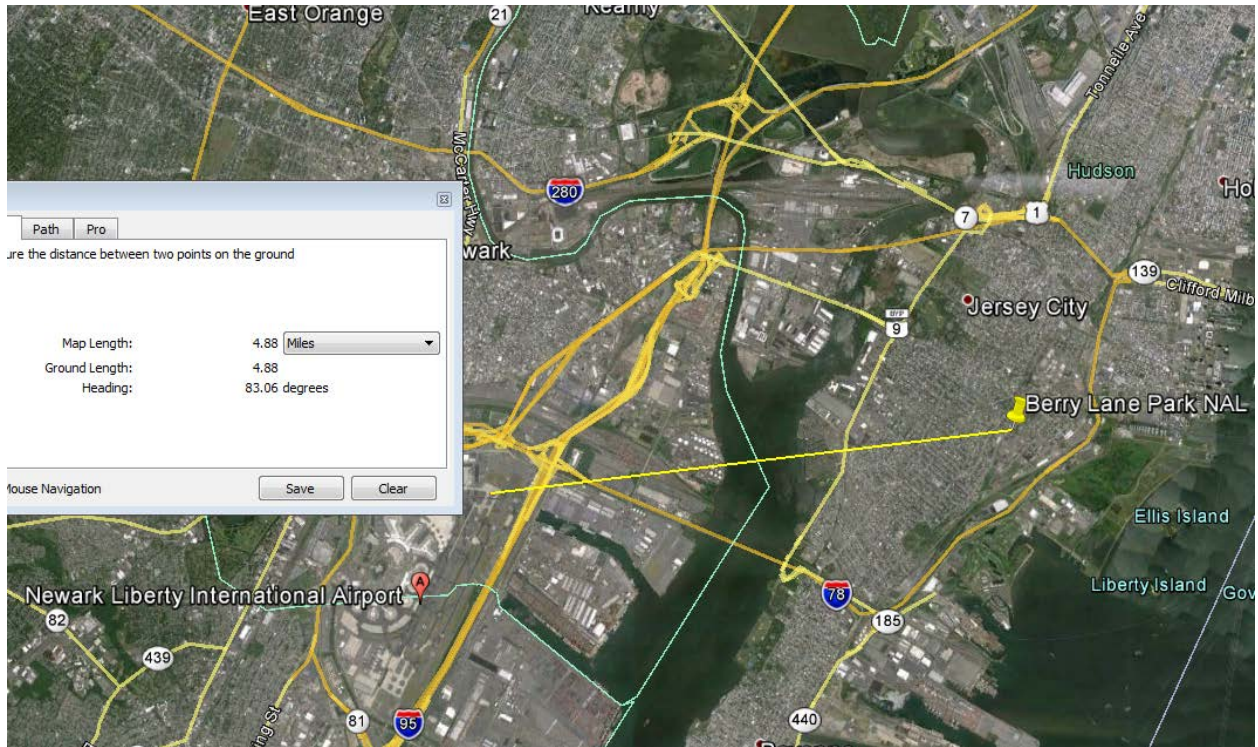 East Orange
21
Kearny
Tonnelle Ave
McCarter Hwy
280
Hudson
Path
Pro
7
1
ure the distance between two points on the ground
wark
139
Clifford Milb
9
Jersey City
Map Length:
4.88
Miles
Ground Length:
4.88
Heading:
83.06 degrees
Berry Lane Park NAL
Mouse Navigation
Save
Clear
Ellis Island
A
Newark Liberty International Airport
Liberty Island
Gov
78
82
185
439
81
95
440